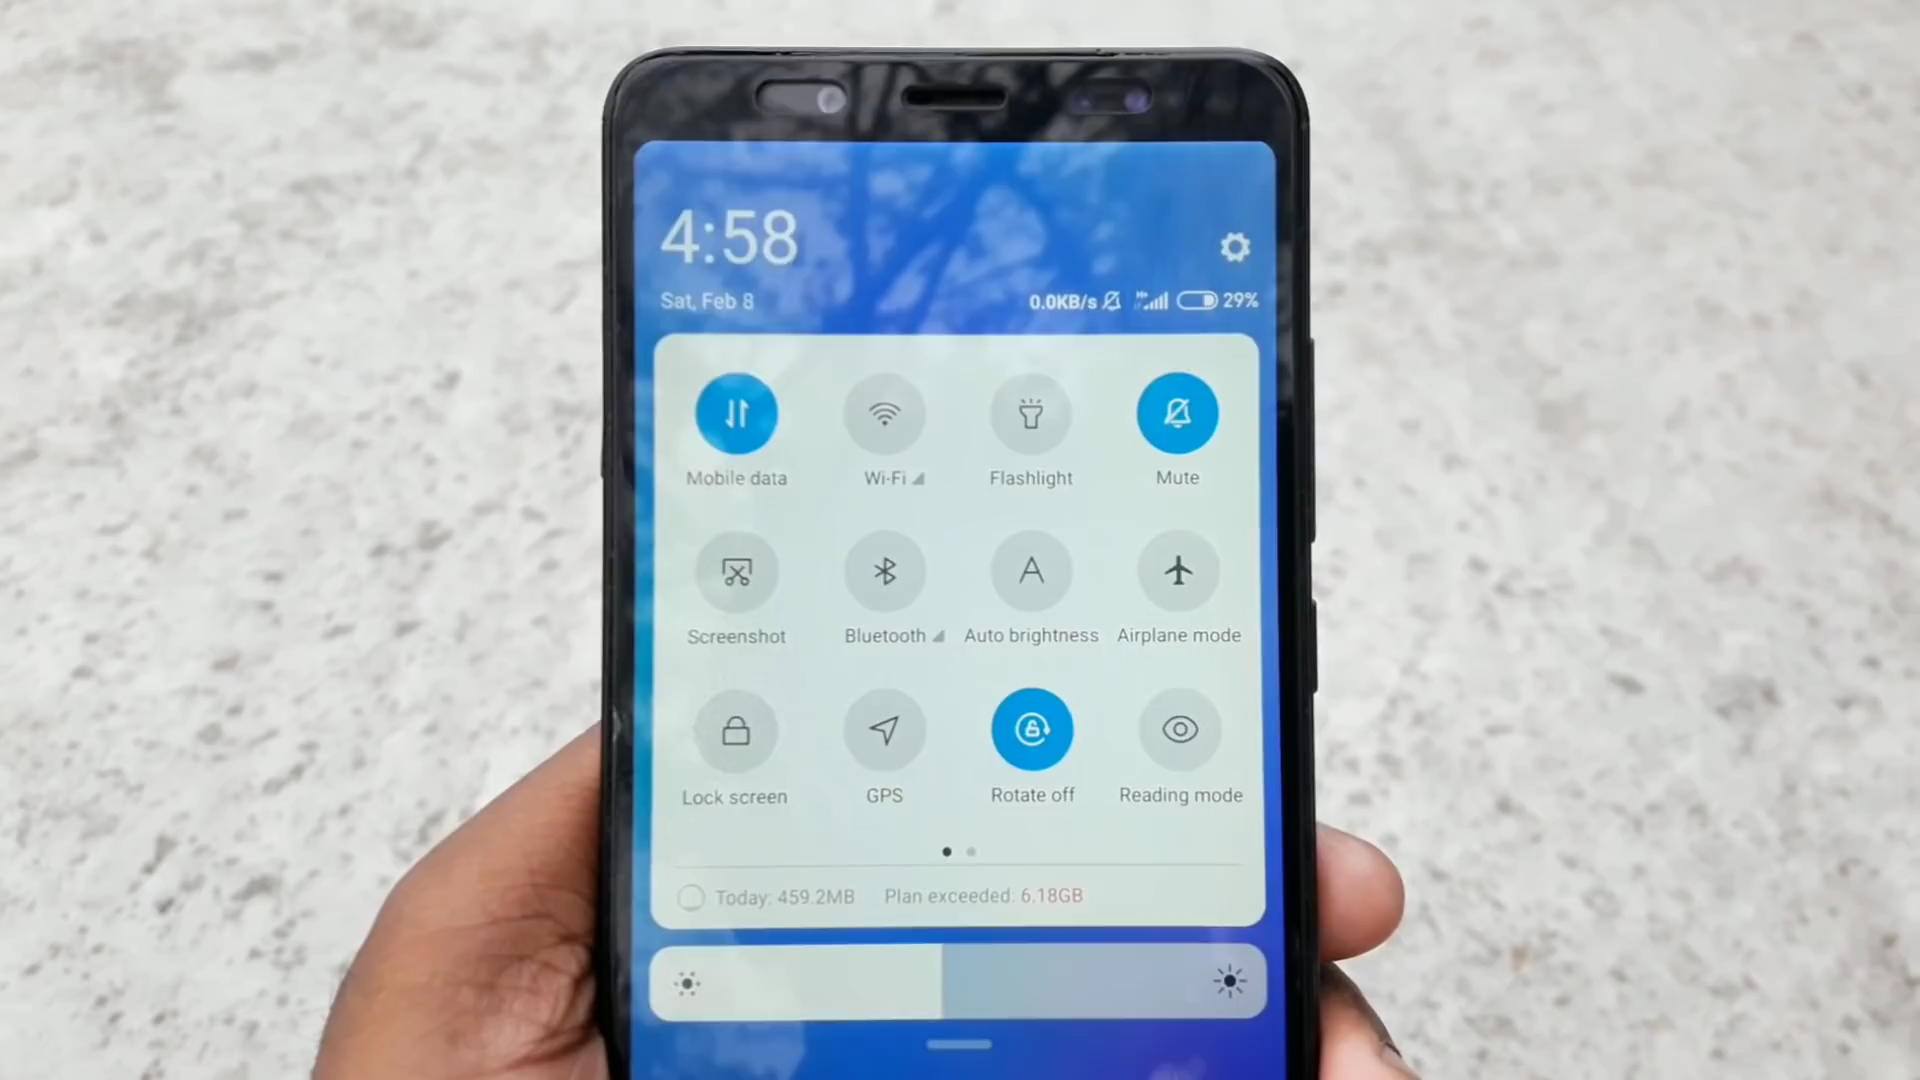 4:58
Sat, Feb 8
0.0KB/s 29%
Mobile data Wi-Fi Flashlight Mute
A
Screenshot Bluetooth Auto brightness Airplane mode
Lock screen GPS Rotate off Reading mode
Today: 459.2MB Plan exceeded: 6.18GB